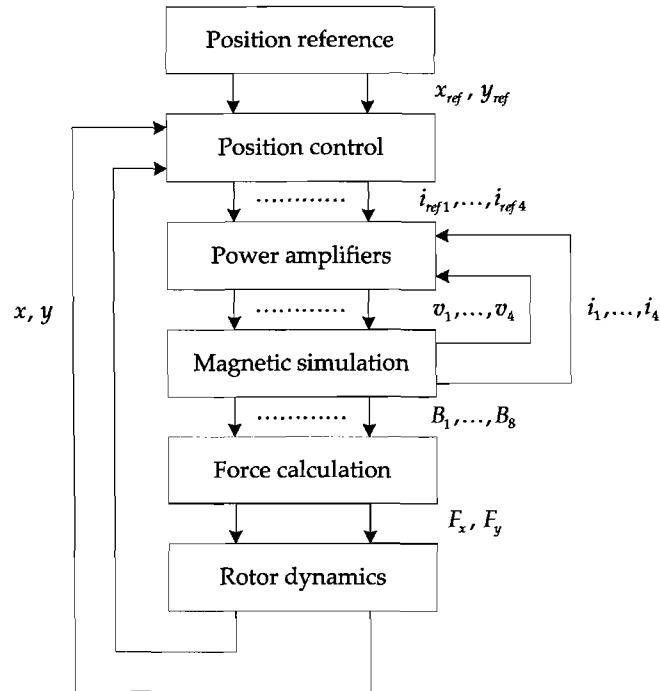 Position reference
x_ref, y_ref
Position control
............
i_ref1,...,i_ref4
Power amplifiers
............
v_1,...,v_4
i_1,...,i_4
x, y
Magnetic simulation
............
B_1,...,B_8
Force calculation
F_x, F_y
Rotor dynamics